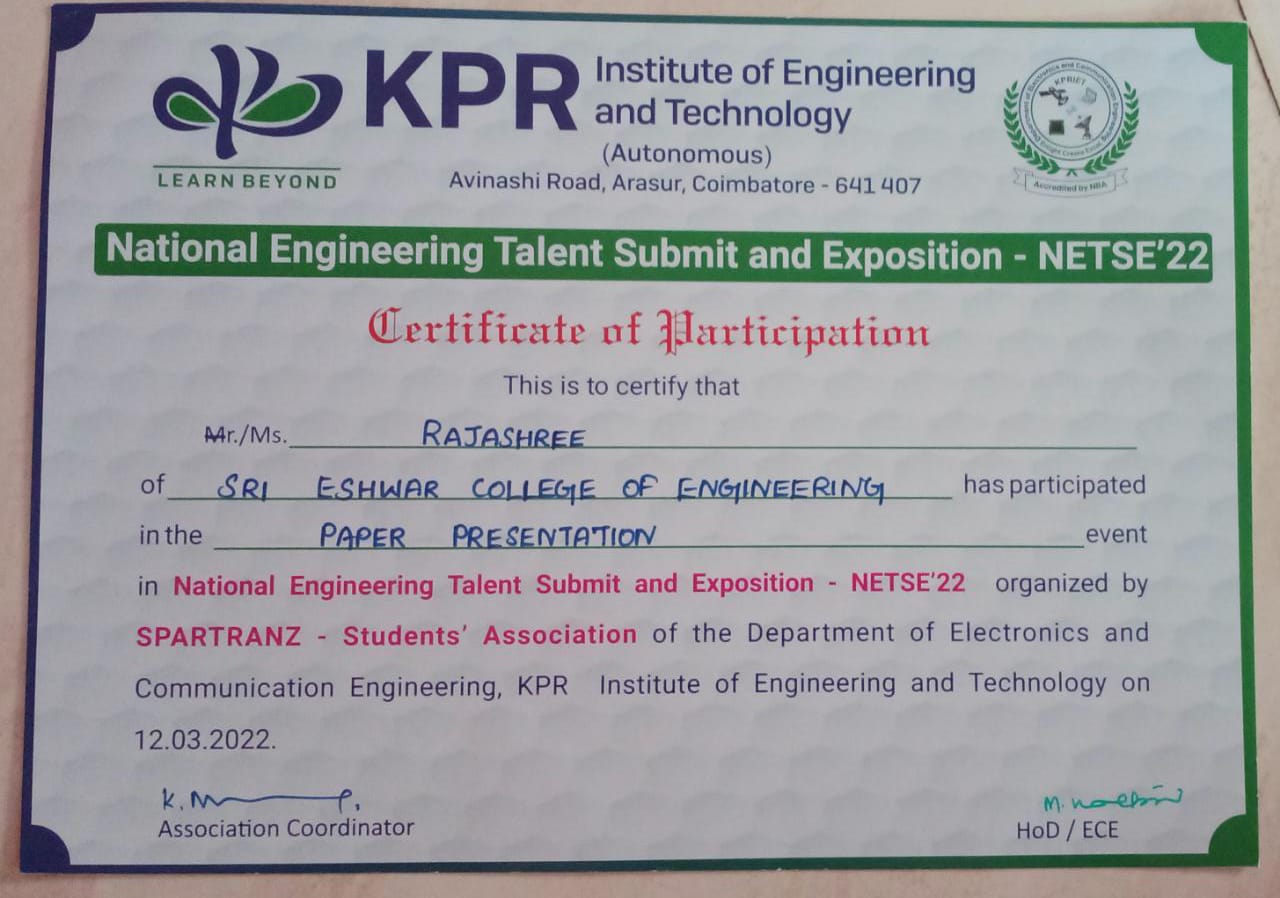 KPR Institute of Engineering
and Technology
(Autonomous)
LEARN BEYOND
Avinashi Road, Arasur, Coimbatore - 641 407
KPRIET
Accredited by NBA
National Engineering Talent Submit and Exposition - NETSE'22
Certificate of Participation
This is to certify that
Mr./Ms. RAJASHREE
of SRI ESHWAR COLLEGE OF ENGINEERING has participated
in the PAPER PRESENTATION event
in National Engineering Talent Submit and Exposition - NETSE'22 organized by
SPARTRANZ - Students' Association of the Department of Electronics and
Communication Engineering, KPR Institute of Engineering and Technology on
12.03.2022.
Association Coordinator
HoD / ECE